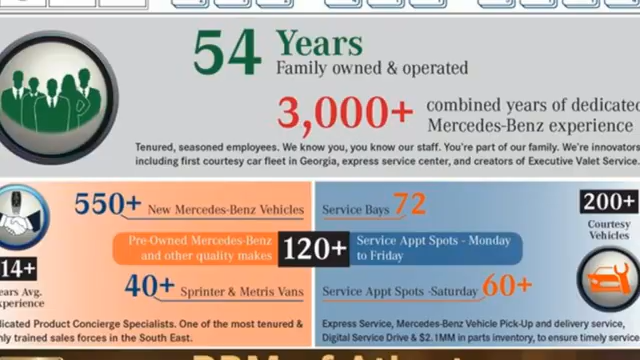 54 Years
Family owned & operated
3,000+ combined years of dedicated
Mercedes-Benz experience
Tenured, seasoned employees. We know you, you know our staff. You're part of our family. We're innovators
including first courtesy car fleet in Georgia, express service center, and creators of Executive Valet Service.
550+ New Mercedes-Benz Vehicles
Pre-Owned Mercedes-Benz
and other quality makes
120+
40+ Sprinter & Metris Vans
14+
Years Avg.
Experience
Dedicated Product Concierge Specialists. One of the most tenured &
trained sales forces in the South East.
Service Bays 72
Service Appt Spots - Monday
to Friday
Service Appt Spots -Saturday 60+
200+
Courtesy
Vehicles
Express Service, Mercedes-Benz Vehicle Pick-Up and delivery service,
Digital Service Drive & $2.1MM in parts inventory, to ensure timely service